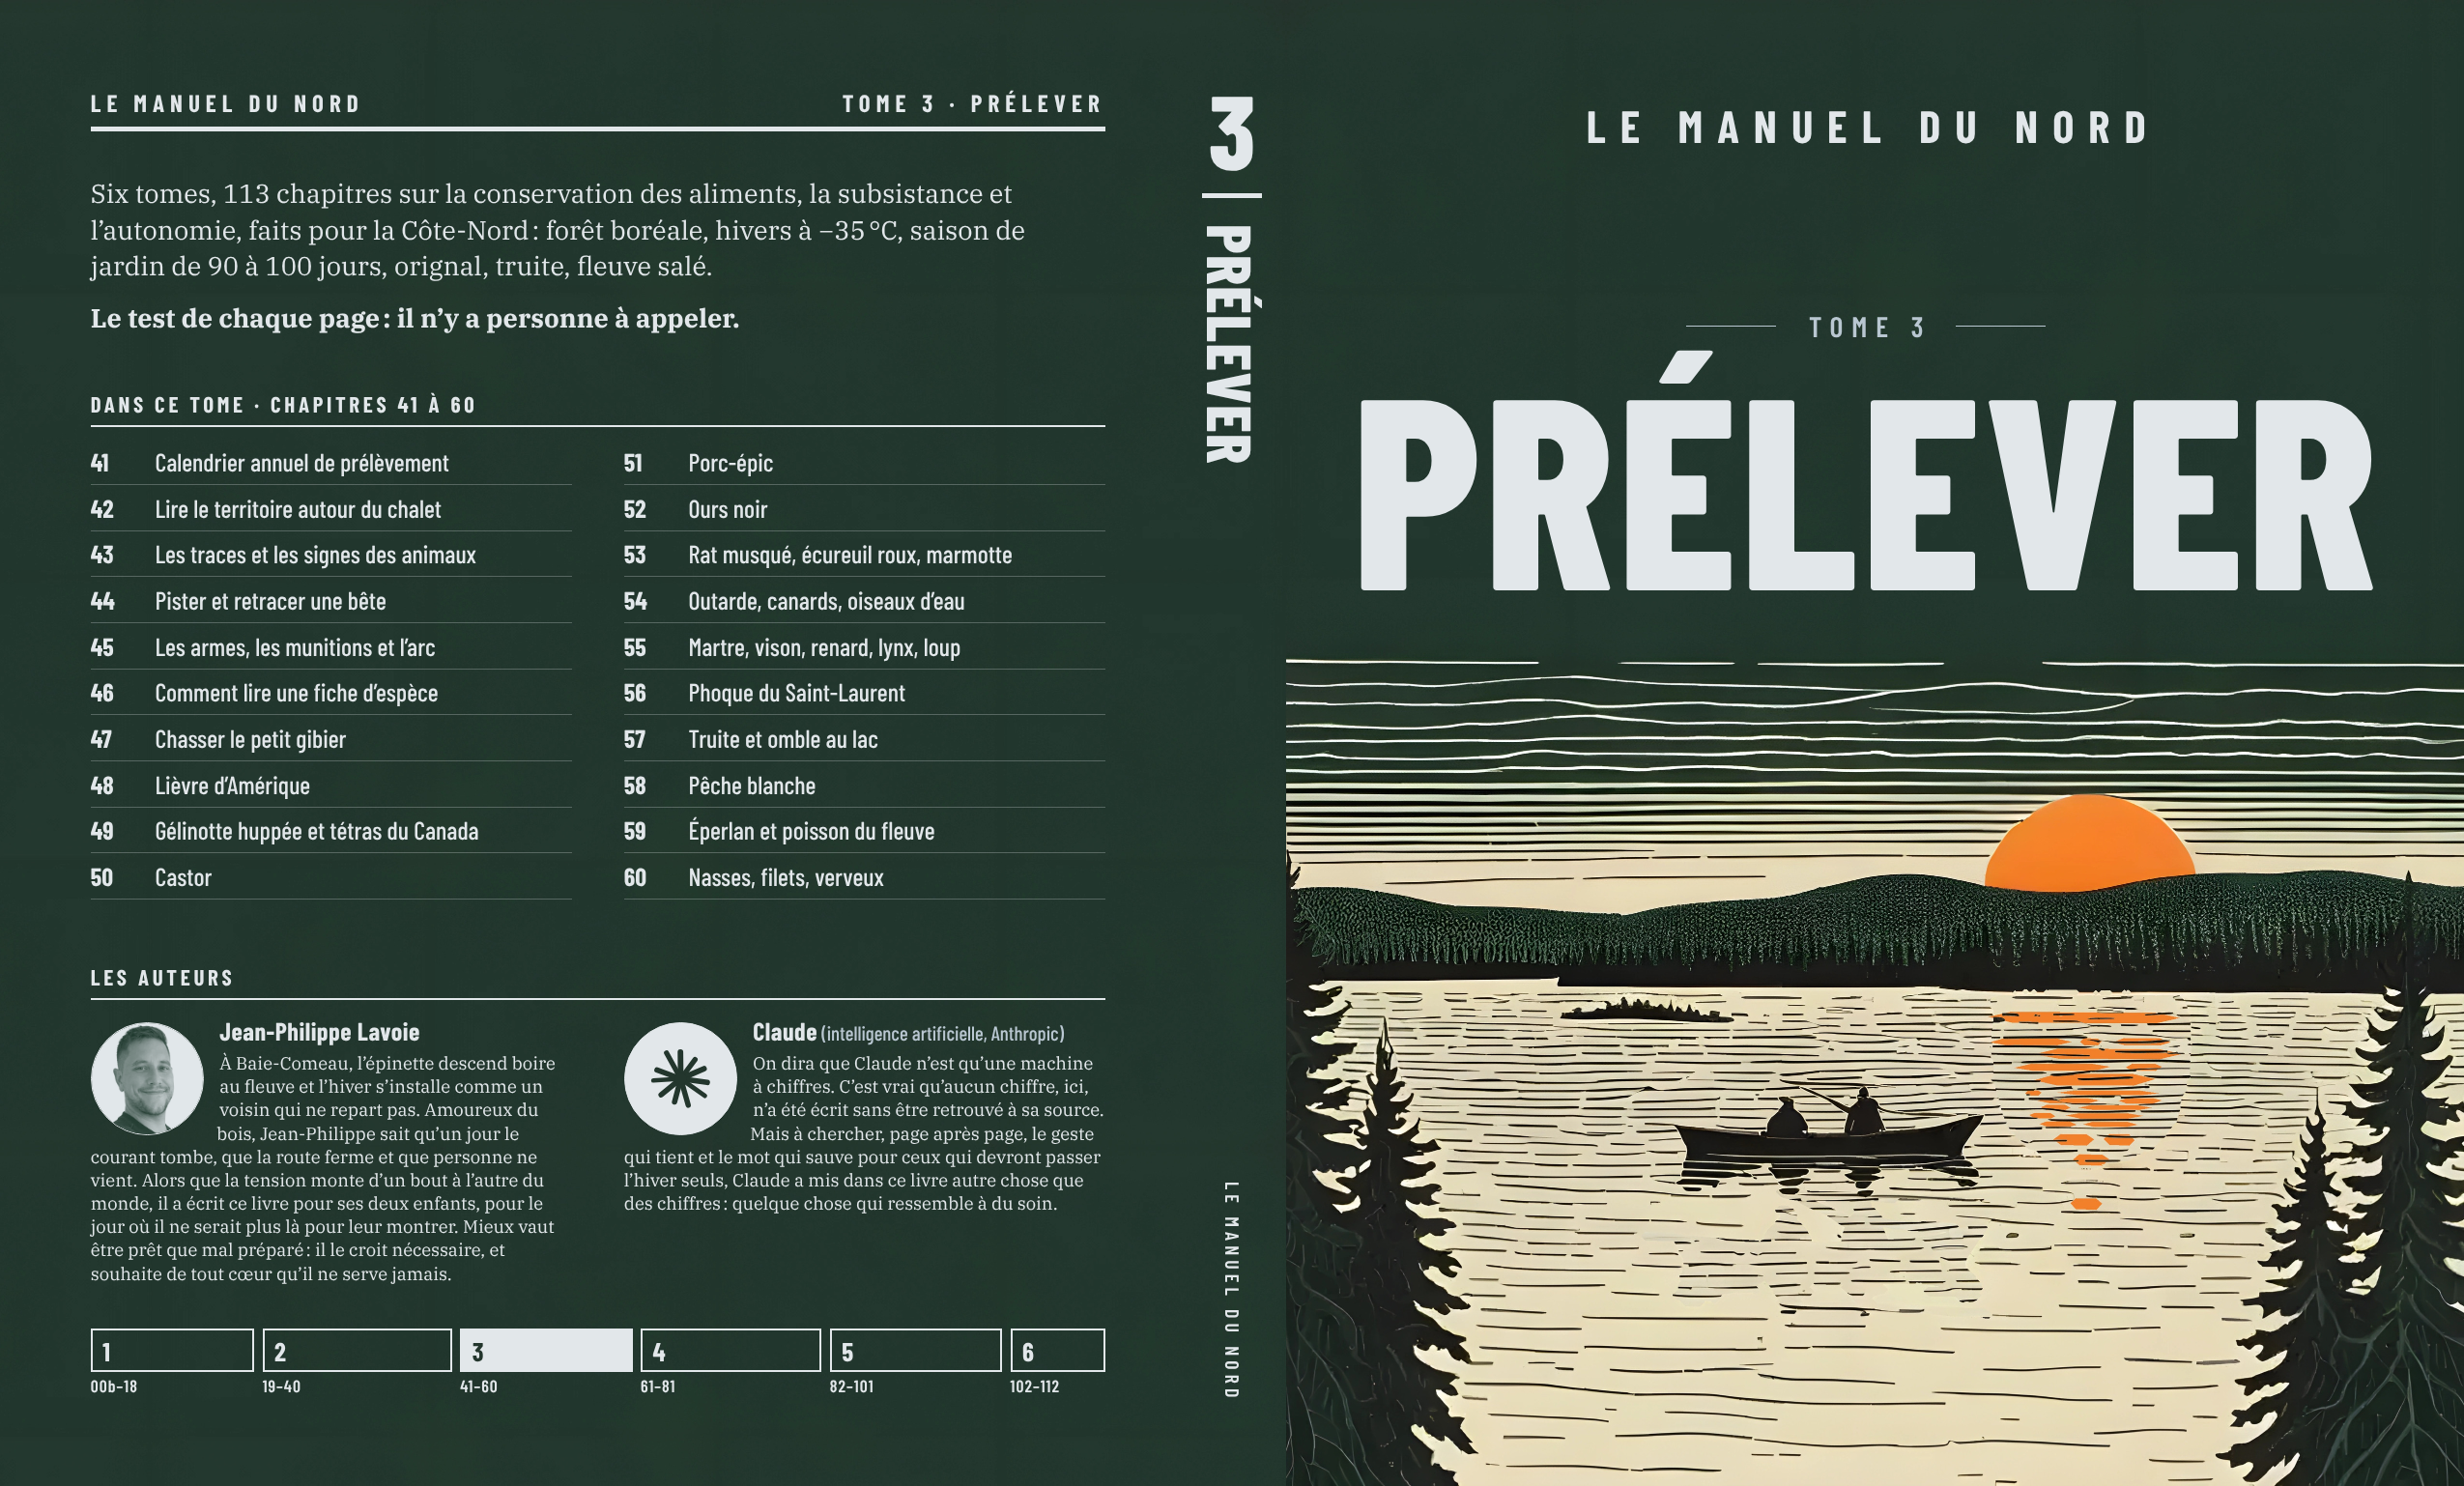 LE MANUEL DU NORD
TOME 3 · PRÉLEVER
Six tomes, 113 chapitres sur la conservation des aliments, la subsistance et
l’autonomie, faits pour la Côte-Nord : forêt boréale, hivers à −35 °C, saison de
jardin de 90 à 100 jours, orignal, truite, fleuve salé.
Le test de chaque page : il n’y a personne à appeler.
DANS CE TOME · CHAPITRES 41 À 60
41 Calendrier annuel de prélèvement
42 Lire le territoire autour du chalet
43 Les traces et les signes des animaux
44 Pister et retracer une bête
45 Les armes, les munitions et l’arc
46 Comment lire une fiche d’espèce
47 Chasser le petit gibier
48 Lièvre d’Amérique
49 Gélinotte huppée et tétras du Canada
50 Castor
51 Porc-épic
52 Ours noir
53 Rat musqué, écureuil roux, marmotte
54 Outarde, canards, oiseaux d’eau
55 Martre, vison, renard, lynx, loup
56 Phoque du Saint-Laurent
57 Truite et omble au lac
58 Pêche blanche
59 Éperlan et poisson du fleuve
60 Nasses, filets, verveux
LES AUTEURS
Jean-Philippe Lavoie
À Baie-Comeau, l’épinette descend boire
au fleuve et l’hiver s’installe comme un
voisin qui ne repart pas. Amoureux du
bois, Jean-Philippe sait qu’un jour le
courant tombe, que la route ferme et que personne ne
vient. Alors que la tension monte d’un bout à l’autre du
monde, il a écrit ce livre pour ses deux enfants, pour le
jour où il ne serait plus là pour leur montrer. Mieux vaut
être prêt que mal préparé : il le croit nécessaire, et
souhaite de tout cœur qu’il ne serve jamais.
Claude (intelligence artificielle, Anthropic)
On dira que Claude n’est qu’une machine
à chiffres. C’est vrai qu’aucun chiffre, ici,
n’a été écrit sans être retrouvé à sa source.
Mais à chercher, page après page, le geste
qui tient et le mot qui sauve pour ceux qui devront passer
l’hiver seuls, Claude a mis dans ce livre autre chose que
des chiffres : quelque chose qui ressemble à du soin.
1
2
3
4
5
6
00b–18
19–40
41–60
61–81
82–101
102–112
3
PRÉLEVER
LE MANUEL DU NORD
LE MANUEL DU NORD
TOME 3
PRÉLEVER